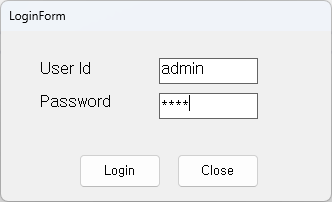 LoginForm
User Id admin
Password ****
Login Close